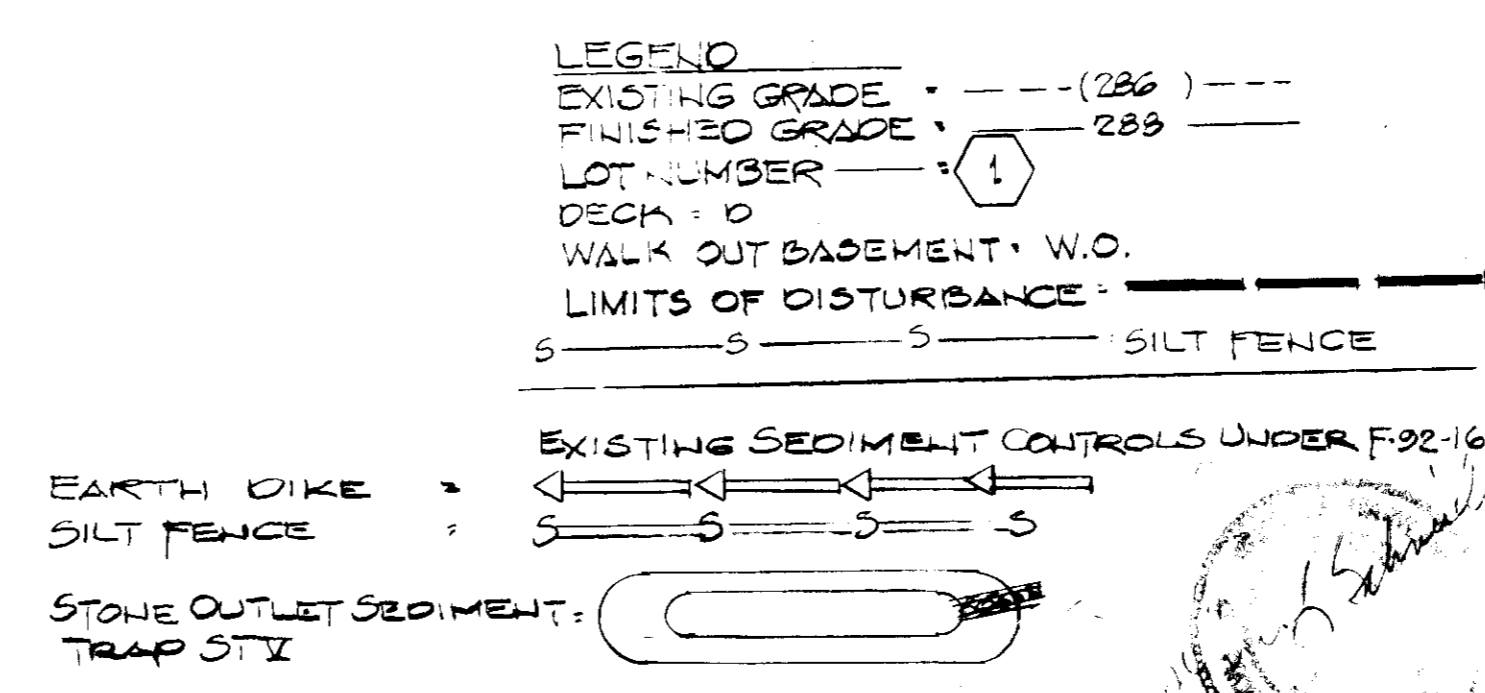 LEGEND
EXISTING GRADE = --- (286 ) ---
FINISHED GRADE = —— 288 ——
LOT NUMBER —— = 1
DECK = D
WALK OUT BASEMENT = W.O.
LIMITS OF DISTURBANCE =
S —— S —— S —— = SILT FENCE
EXISTING SEDIMENT CONTROLS UNDER F-92-16
EARTH DIKE =
SILT FENCE = S S S S
STONE OUTLET SEDIMENT =
TRAP ST V